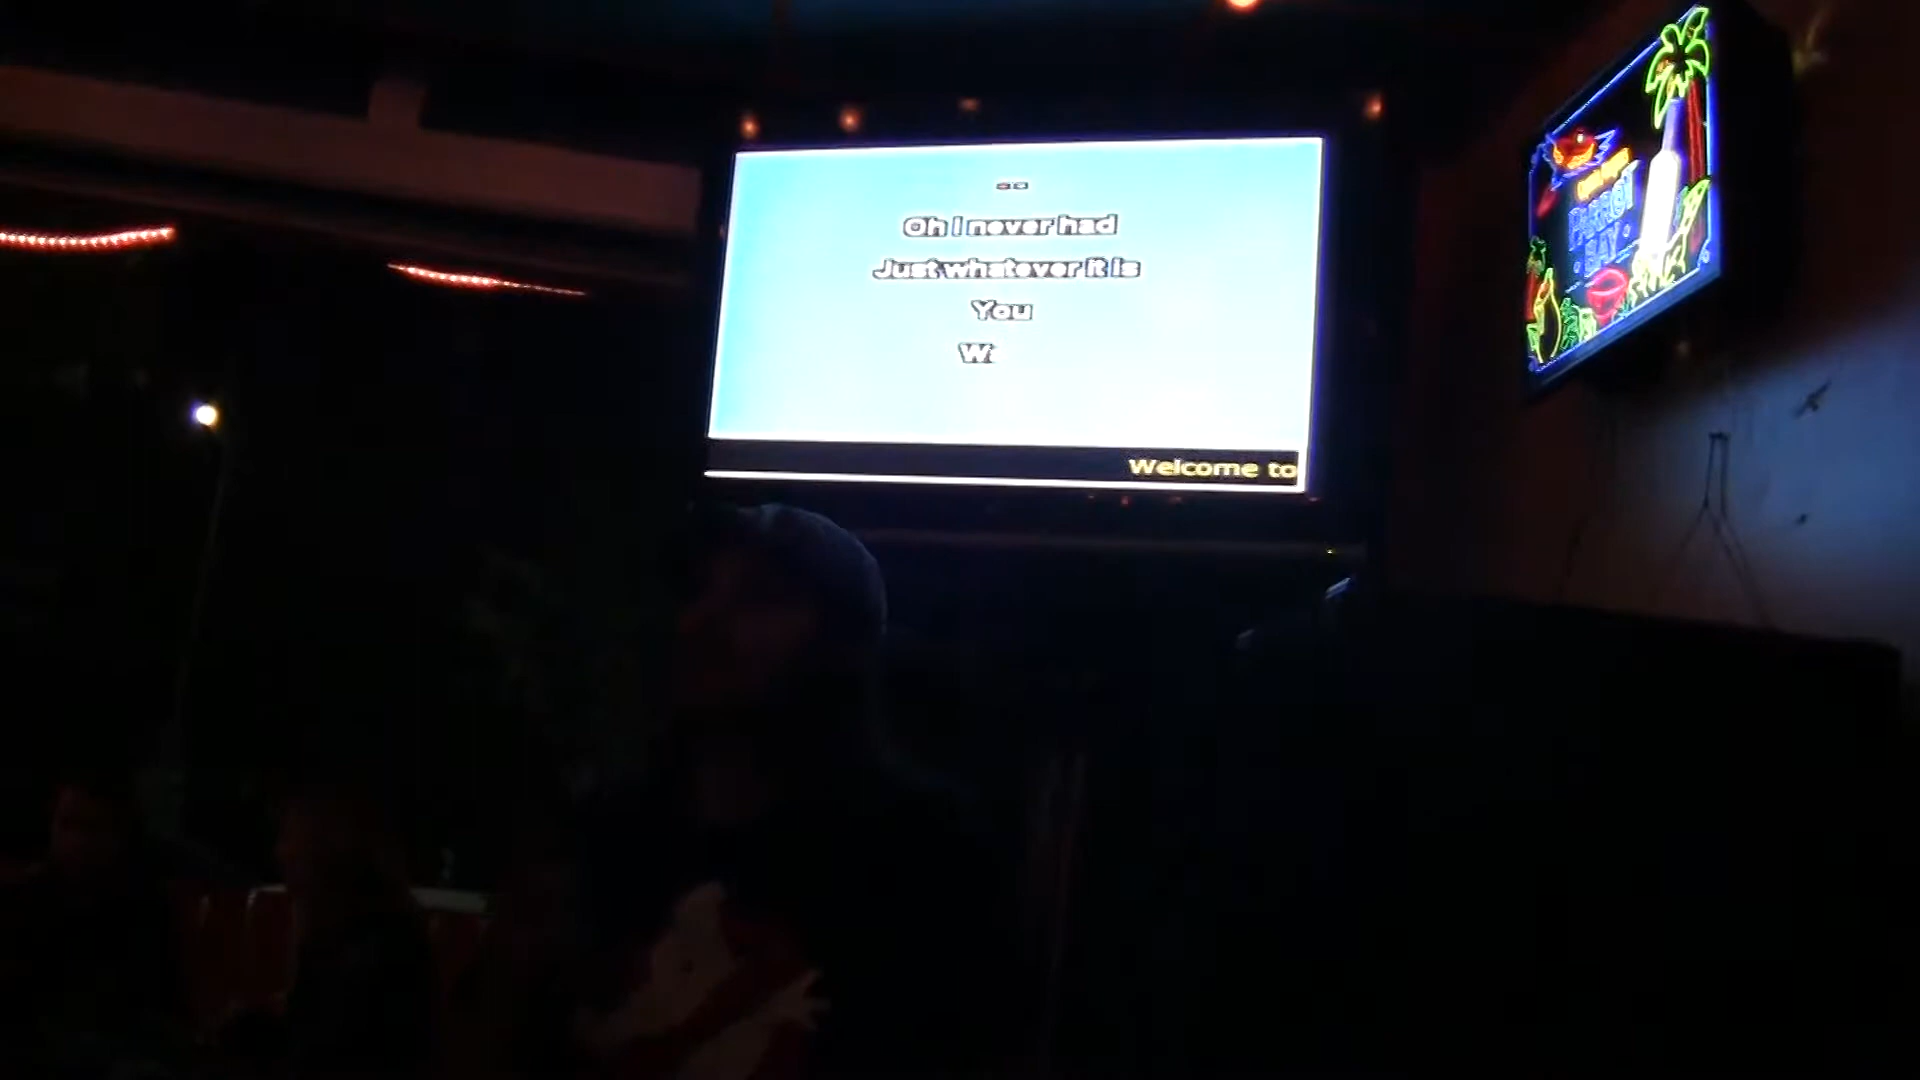 Oh I never had
Just whatever it is
You
Welcome to
PARROT
BAY